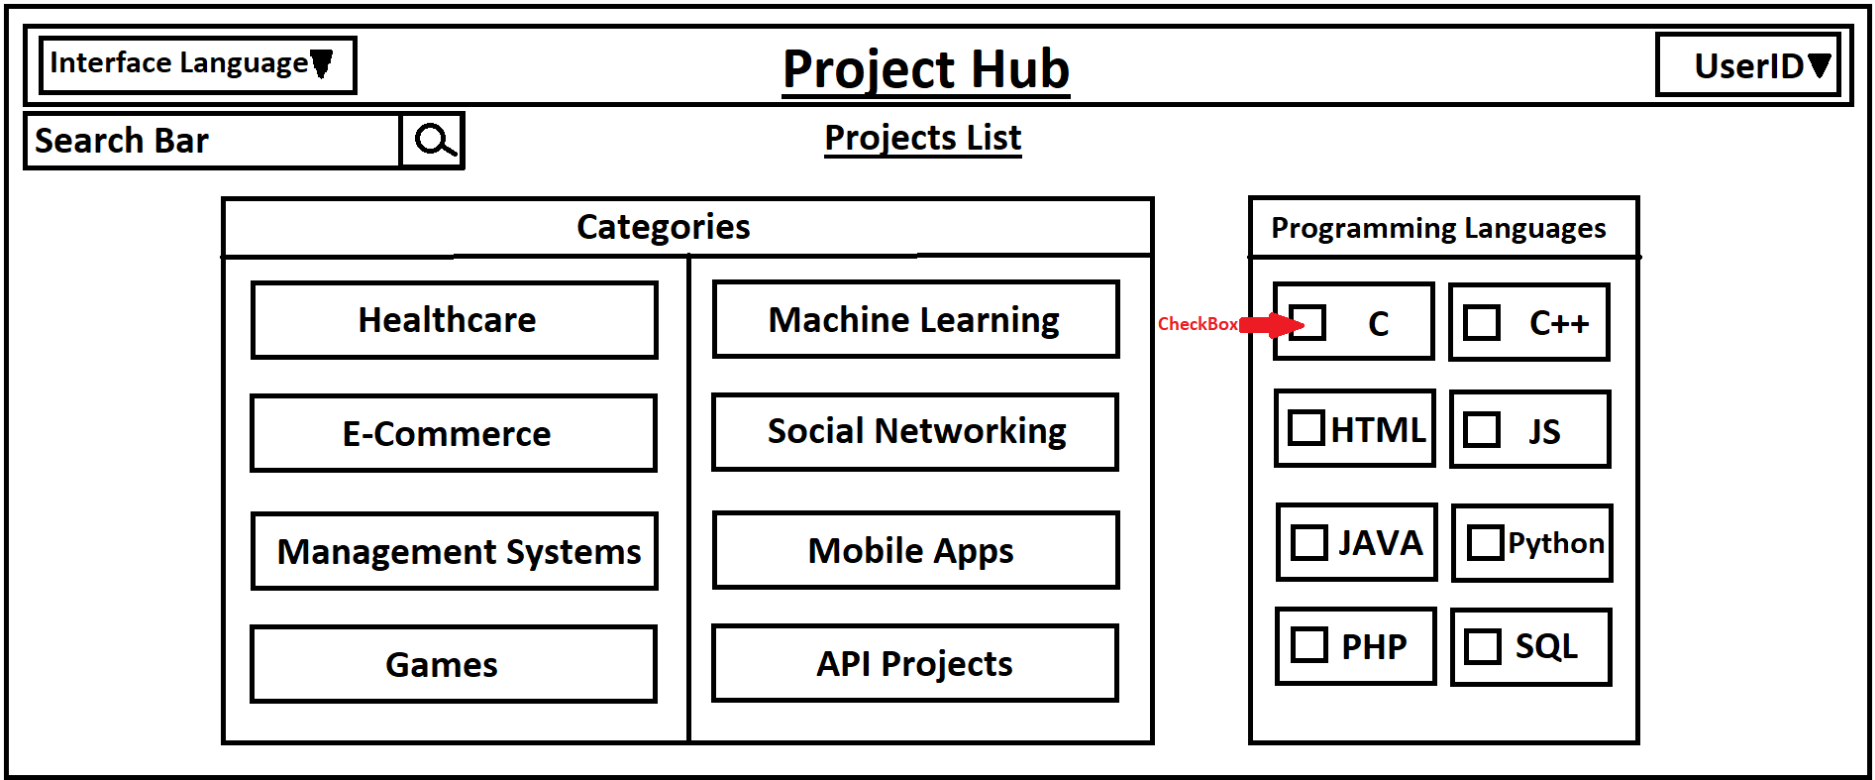 Interface Language
Project Hub
UserID
Search Bar
Projects List
Categories
Healthcare
Machine Learning
E-Commerce
Social Networking
Management Systems
Mobile Apps
Games
API Projects
Programming Languages
CheckBox
C
C++
HTML
JS
JAVA
Python
PHP
SQL